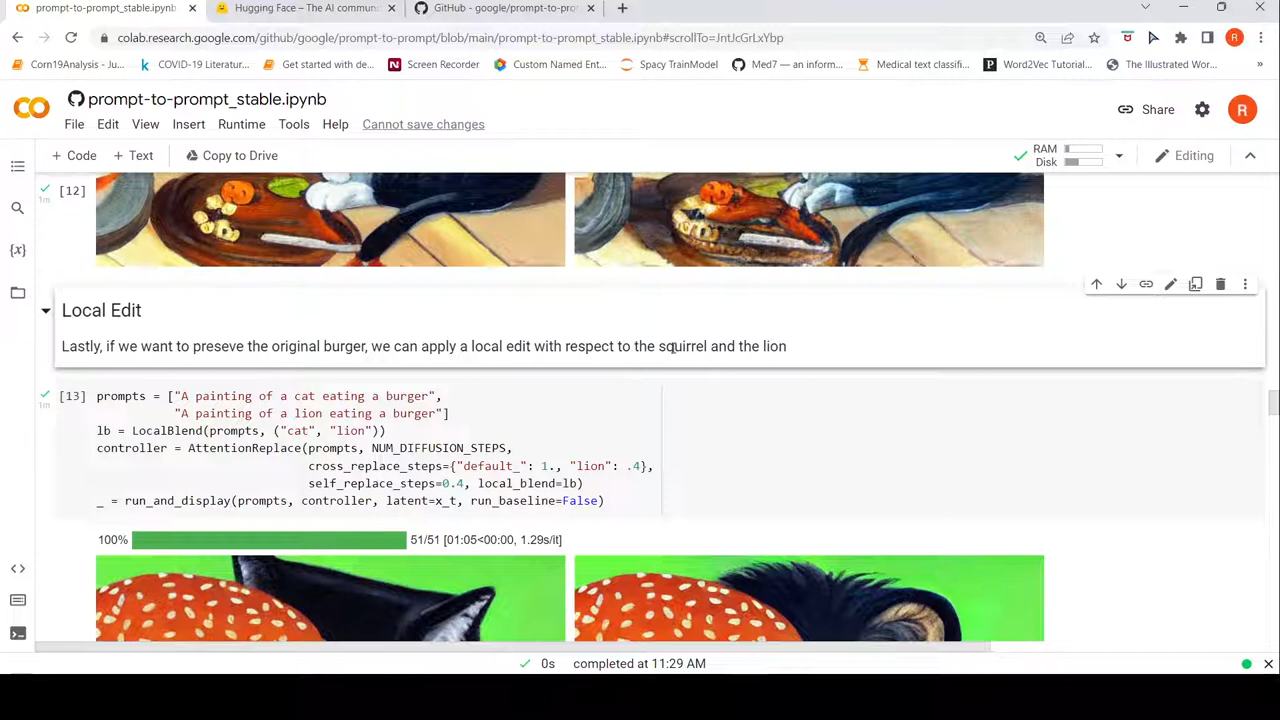 prompt-to-prompt_stable.ipynb
Hugging Face – The AI commun
GitHub - google/prompt-to-pror
colab.research.google.com/github/google/prompt-to-prompt/blob/main/prompt-to-prompt_stable.ipynb#scrollTo=JntJcGrLxYbp
R
Corn19Analysis - Ju...
COVID-19 Literatur...
Get started with de...
Screen Recorder
Custom Named Ent...
Spacy TrainModel
Med7 — an inform...
Medical text classifi...
Word2Vec Tutorial...
The Illustrated Wor...
»
prompt-to-prompt_stable.ipynb
Share
R
File Edit View Insert Runtime Tools Help Cannot save changes
+ Code + Text Copy to Drive
RAM
Disk
Editing
[12]
1m
Local Edit
Lastly, if we want to preseve the original burger, we can apply a local edit with respect to the squirrel and the lion
[13] prompts = ["A painting of a cat eating a burger",
1m
"A painting of a lion eating a burger"]
lb = LocalBlend(prompts, ("cat", "lion"))
controller = AttentionReplace(prompts, NUM_DIFFUSION_STEPS,
cross_replace_steps={"default_": 1., "lion": .4},
self_replace_steps=0.4, local_blend=lb)
_ = run_and_display(prompts, controller, latent=x_t, run_baseline=False)
100% 51/51 [01:05<00:00, 1.29s/it]
0s completed at 11:29 AM